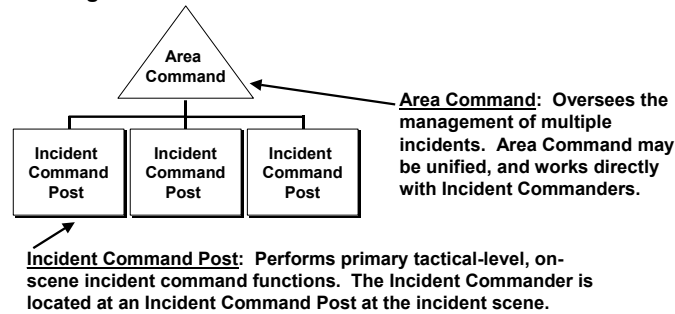 Area
Command
Area Command: Oversees the
management of multiple
incidents. Area Command may
be unified, and works directly
with Incident Commanders.
Incident
Command
Post
Incident
Command
Post
Incident
Command
Post
Incident Command Post: Performs primary tactical-level, on-
scene incident command functions. The Incident Commander is
located at an Incident Command Post at the incident scene.